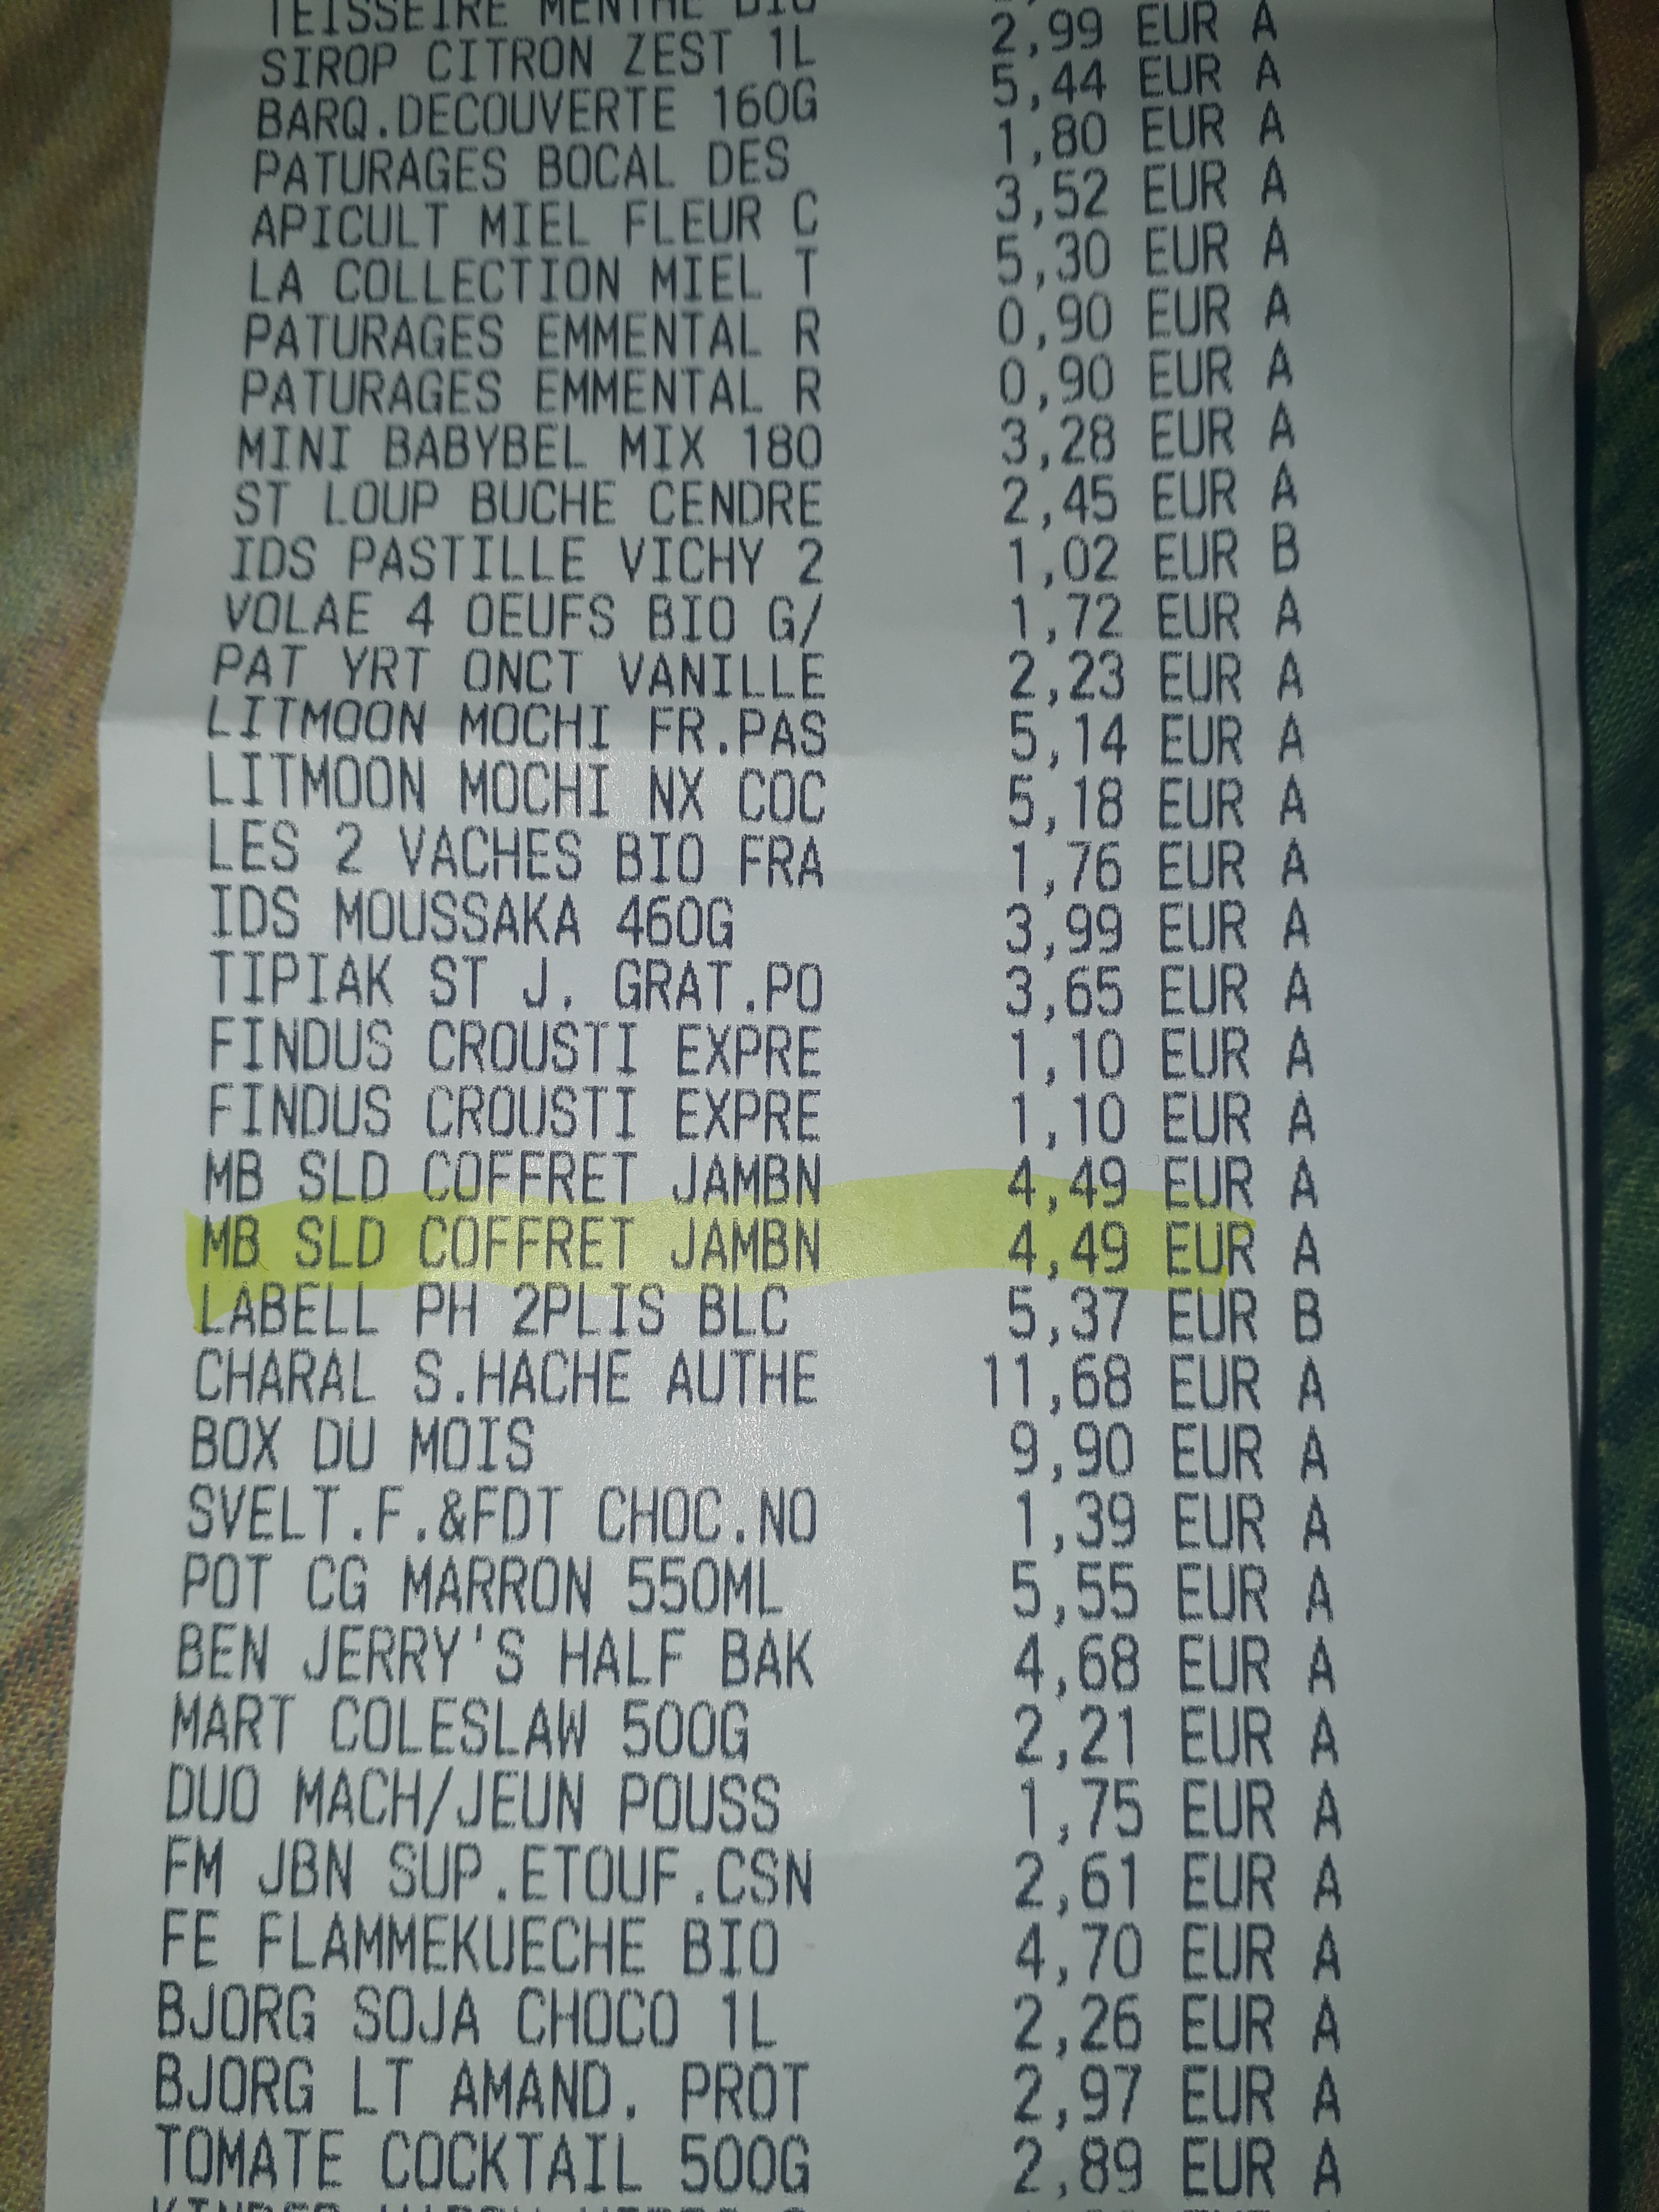 TEISSEIRE MENTHE BIO
SIROP CITRON ZEST 1L 2,99 EUR A
BARQ.DECOUVERTE 160G 5,44 EUR A
PATURAGES BOCAL DES 1,80 EUR A
APICULT MIEL FLEUR C 3,52 EUR A
LA COLLECTION MIEL T 5,30 EUR A
PATURAGES EMMENTAL R 0,90 EUR A
PATURAGES EMMENTAL R 0,90 EUR A
MINI BABYBEL MIX 180 3,28 EUR A
ST LOUP BUCHE CENDRE 2,45 EUR A
IDS PASTILLE VICHY 2 1,02 EUR B
VOLAE 4 OEUFS BIO G/ 1,72 EUR A
PAT YRT ONCT VANILLE 2,23 EUR A
LITMOON MOCHI FR.PAS 5,14 EUR A
LITMOON MOCHI NX COC 5,18 EUR A
LES 2 VACHES BIO FRA 1,76 EUR A
IDS MOUSSAKA 460G 3,99 EUR A
TIPIAK ST J. GRAT.PO 3,65 EUR A
FINDUS CROUSTI EXPRE 1,10 EUR A
FINDUS CROUSTI EXPRE 1,10 EUR A
MB SLD COFFRET JAMBN 4,49 EUR A
MB SLD COFFRET JAMBN 4,49 EUR A
LABELL PH 2PLIS BLC 5,37 EUR B
CHARAL S.HACHE AUTHE 11,68 EUR A
BOX DU MOIS 9,90 EUR A
SVELT.F.&FDT CHOC.NO 1,39 EUR A
POT CG MARRON 550ML 5,55 EUR A
BEN JERRY'S HALF BAK 4,68 EUR A
MART COLESLAW 500G 2,21 EUR A
DUO MACH/JEUN POUSS 1,75 EUR A
FM JBN SUP.ETOUF.CSN 2,61 EUR A
FE FLAMMEKUECHE BIO 4,70 EUR A
BJORG SOJA CHOCO 1L 2,26 EUR A
BJORG LT AMAND. PROT 2,97 EUR A
TOMATE COCKTAIL 500G 2,89 EUR A